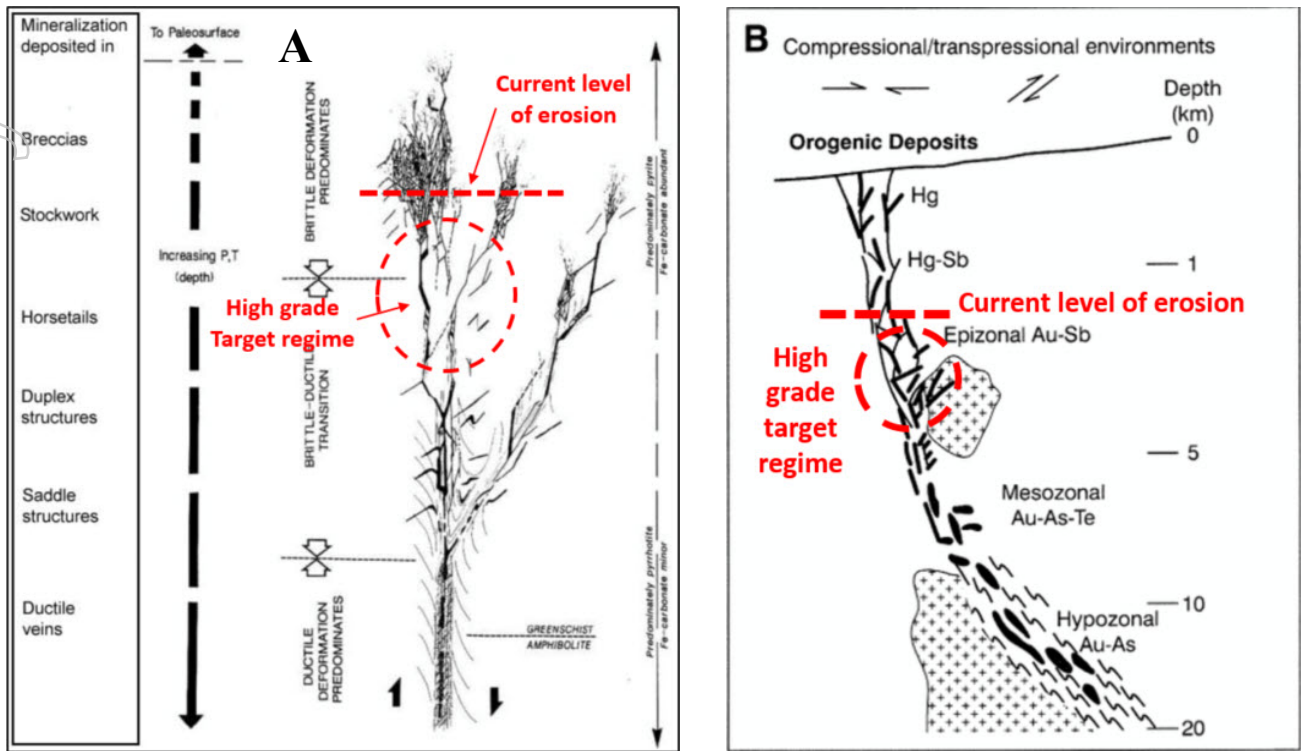 Mineralization
deposited in
Breccias
Stockwork
Horsetails
Duplex
structures
Saddle
structures
Ductile
veins
To Paleosurface
Increasing P,T
(depth)
A
BRITTLE DEFORMATION
PREDOMINATES
BRITTLE-DUCTILE
TRANSITION
DUCTILE
DEFORMATION
PREDOMINATES
Current level
of erosion
High grade
Target regime
GREENSCHIST
AMPHIBOLITE
Predominately pyrite
Fe-carbonate abundant
Predominately pyrrhotite
Fe-carbonate minor
B
Compressional/transpressional environments
Depth
(km)
0
Orogenic Deposits
Hg
Hg-Sb
1
Current level of erosion
Epizonal Au-Sb
High
grade
target
regime
5
Mesozonal
Au-As-Te
10
Hypozonal
Au-As
20